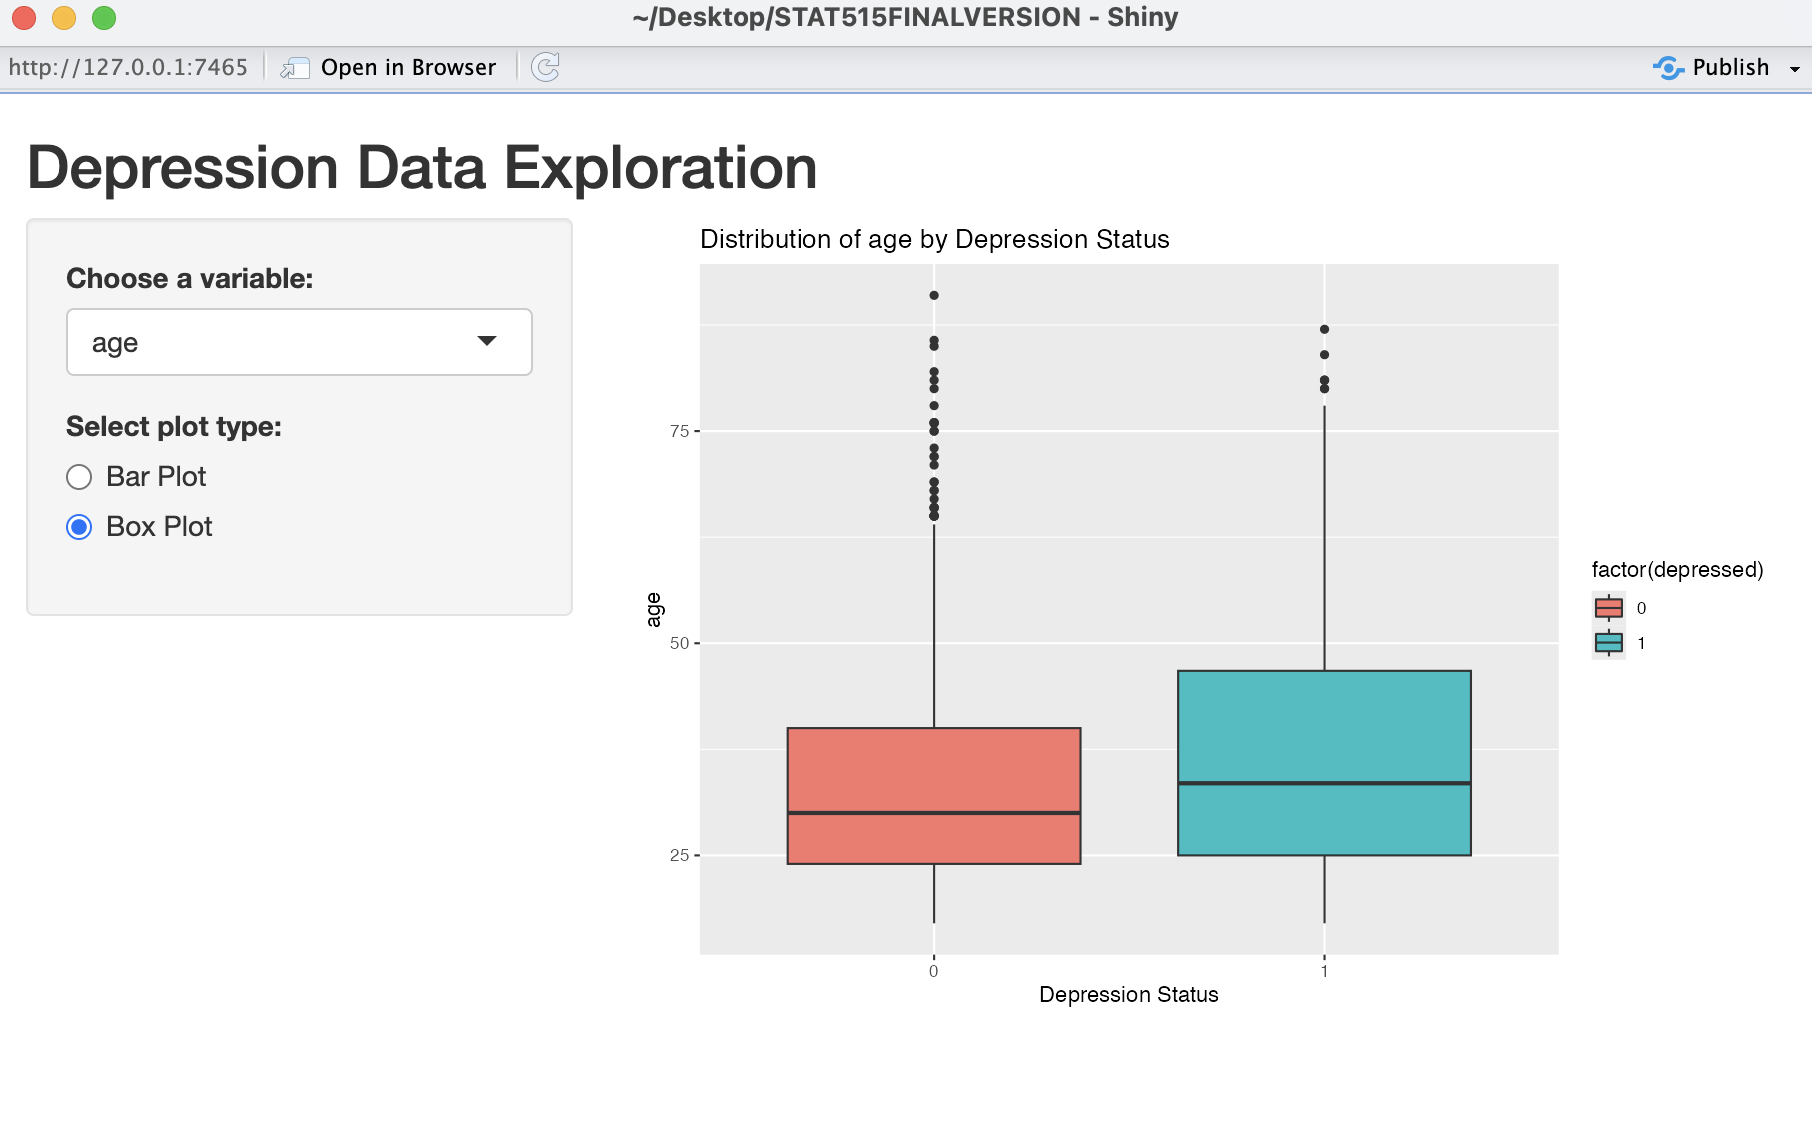 ~/Desktop/STAT515FINALVERSION - Shiny
http://127.0.0.1:7465 Open in Browser Publish
Depression Data Exploration
Choose a variable:
age
Select plot type:
Bar Plot
Box Plot
Distribution of age by Depression Status
75
50
25
age
0 1
Depression Status
factor(depressed)
0
1